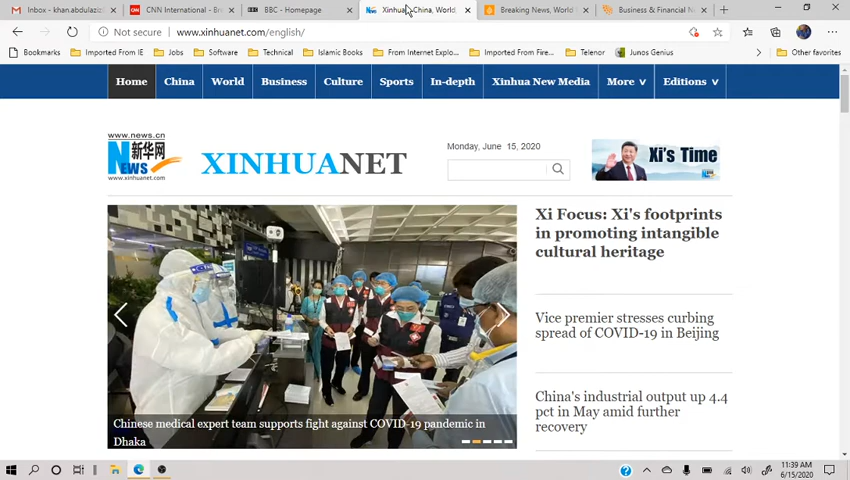 Inbox - khan.abdulazi
CNN International - Br
BBC - Homepage
Xinhua - China, World,
Breaking News, World
Business & Financial N
Not secure
www.xinhuanet.com/english/
Bookmarks
Imported From IE
Jobs
Software
Technical
Islamic Books
From Internet Explo...
Imported From Fire...
Telenor
Junos Genius
Other favorites
Home
China
World
Business
Culture
Sports
In-depth
Xinhua New Media
More
Editions
www.news.cn
新华网
NEWS
www.xinhuanet.com
XINHUANET
Monday, June 15, 2020
Xi's Time
Xi Focus: Xi's footprints
in promoting intangible
cultural heritage
Vice premier stresses curbing
spread of COVID-19 in Beijing
China's industrial output up 4.4
pct in May amid further
recovery
Chinese medical expert team supports fight against COVID-19 pandemic in
Dhaka
11:39 AM
6/15/2020